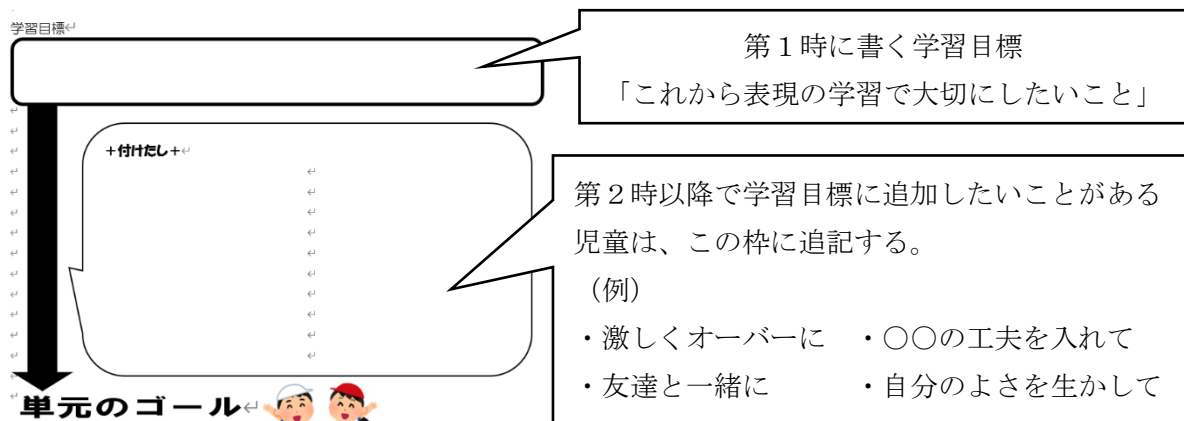 学習目標
第１時に書く学習目標
「これから表現の学習で大切にしたいこと」
+付けたし+
第２時以降で学習目標に追加したいことがある
児童は、この枠に追記する。
（例）
・激しくオーバーに　・○○の工夫を入れて
・友達と一緒に　　　・自分のよさを生かして
単元のゴール